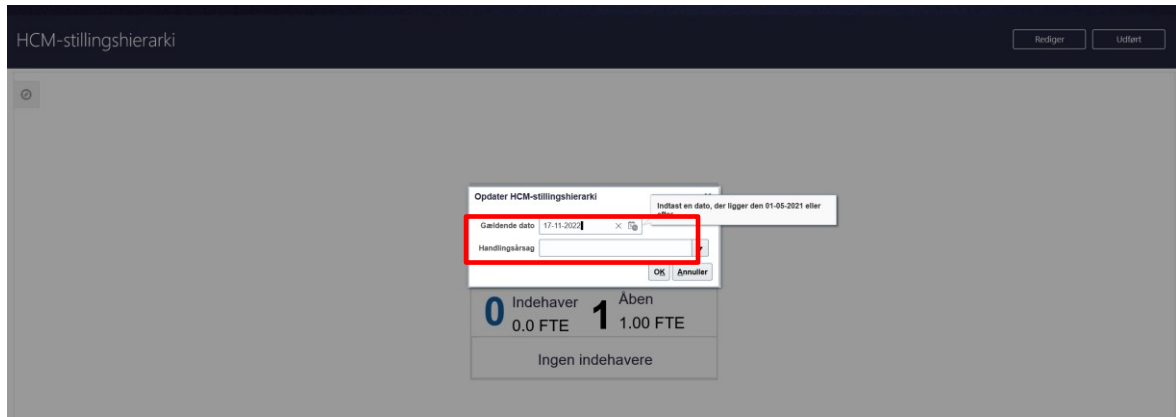 HCM-stillingshierarki
Rediger
Udført
Opdater HCM-stillingshierarki
Indtast en dato, der ligger den 01-05-2021 eller
Gældende dato 17-11-2022
Handlingsårsag
OK Annuller
0 Indehaver 0.0 FTE
1 Åben 1.00 FTE
Ingen indehavere